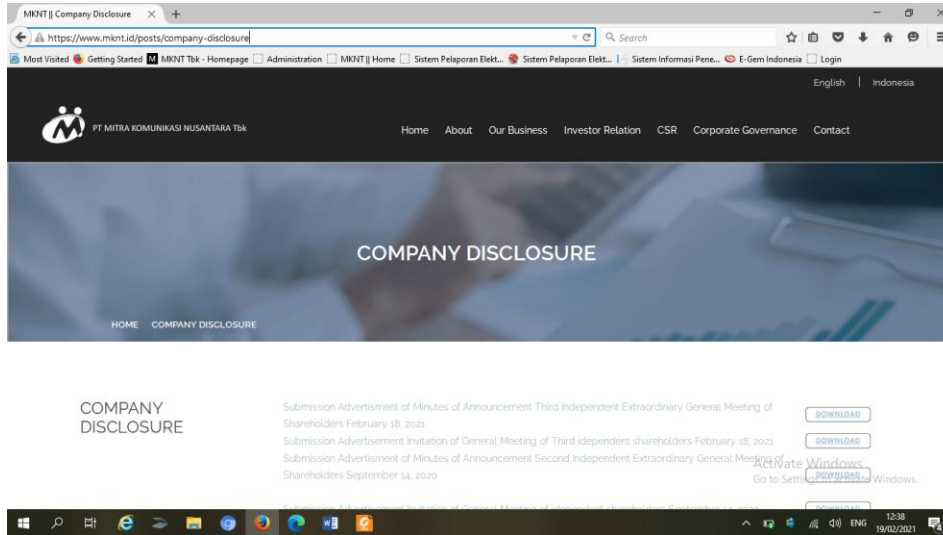 MKNT || Company Disclosure
https://www.mknt.id/posts/company-disclosure
Search
Most Visited Getting Started MKNT Tbk - Homepage Administration MKNT || Home Sistem Pelaporan Elekt... Sistem Pelaporan Elekt... Sistem Informasi Pene... E-Gem Indonesia Login
English | Indonesia
PT MITRA KOMUNIKASI NUSANTARA Tbk
Home About Our Business Investor Relation CSR Corporate Governance Contact
COMPANY DISCLOSURE
HOME COMPANY DISCLOSURE
COMPANY
DISCLOSURE
Submission Advertisment of Minutes of Announcement Third Independent Extraordinary General Meeting of
Shareholders February 18, 2021
DOWNLOAD
Submission Advertisement Invitation of General Meeting of Third idependent shareholders February 18, 2021
DOWNLOAD
Submission Advertisement of Minutes of Announcement Second Independent Extraordinary General Meeting of
Shareholders September 14, 2020
DOWNLOAD
Activate Windows
Go to Settings to activate Windows.
ENG
12:38
19/02/2021